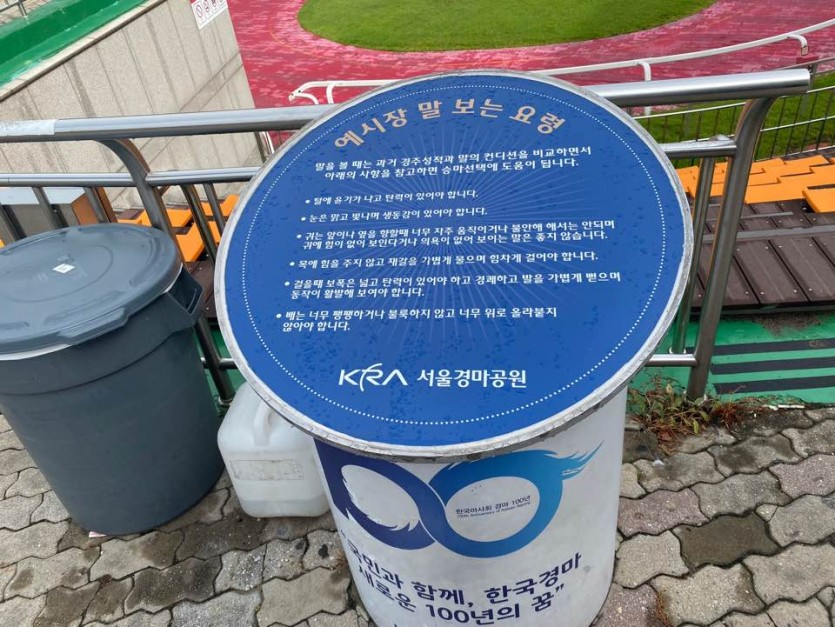 예시장 말 보는 요령
말을 볼 때는 과거 경주성적과 말의 컨디션을 비교하면서
아래의 사항을 참고하면 승마선택에 도움이 됩니다.
• 털에 윤기가 나고 탄력이 있어야 합니다.
• 눈은 맑고 빛나며 생동감이 있어야 합니다.
• 귀는 앞이나 옆을 향할때 너무 자주 움직이거나 불안해 해서는 안되며
귀에 힘이 없이 보인다거나 의욕이 없어 보이는 말은 좋지 않습니다.
• 목에 힘을 주지 않고 재갈을 가볍게 물으며 힘차게 걸어야 합니다.
• 걸을때 보폭은 넓고 탄력이 있어야 하고 경쾌하고 발을 가볍게 뻗으며
동작이 활발해 보여야 합니다.
• 배는 너무 땡땡하거나 불룩하지 않고 너무 위로 올라붙지
않아야 합니다.
KRA 서울경마공원
한국마사회 경마 100년
국민과 함께, 한국경마
새로운 100년의 꿈"